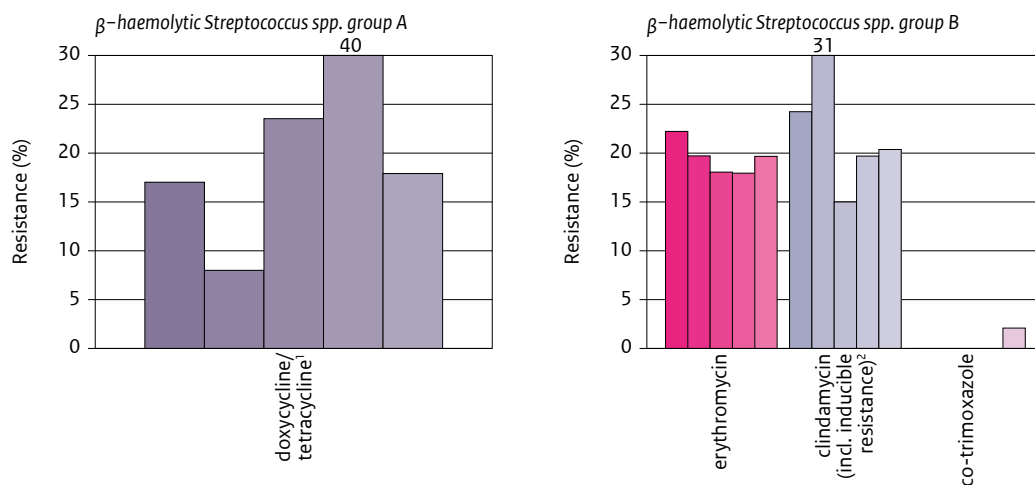 β–haemolytic Streptococcus spp. group A
40
30
25
20
15
10
5
0
Resistance (%)
doxycycline/
tetracycline¹
β–haemolytic Streptococcus spp. group B
31
30
25
20
15
10
5
0
Resistance (%)
erythromycin
clindamycin
(incl. inducible
resistance)²
co-trimoxazole